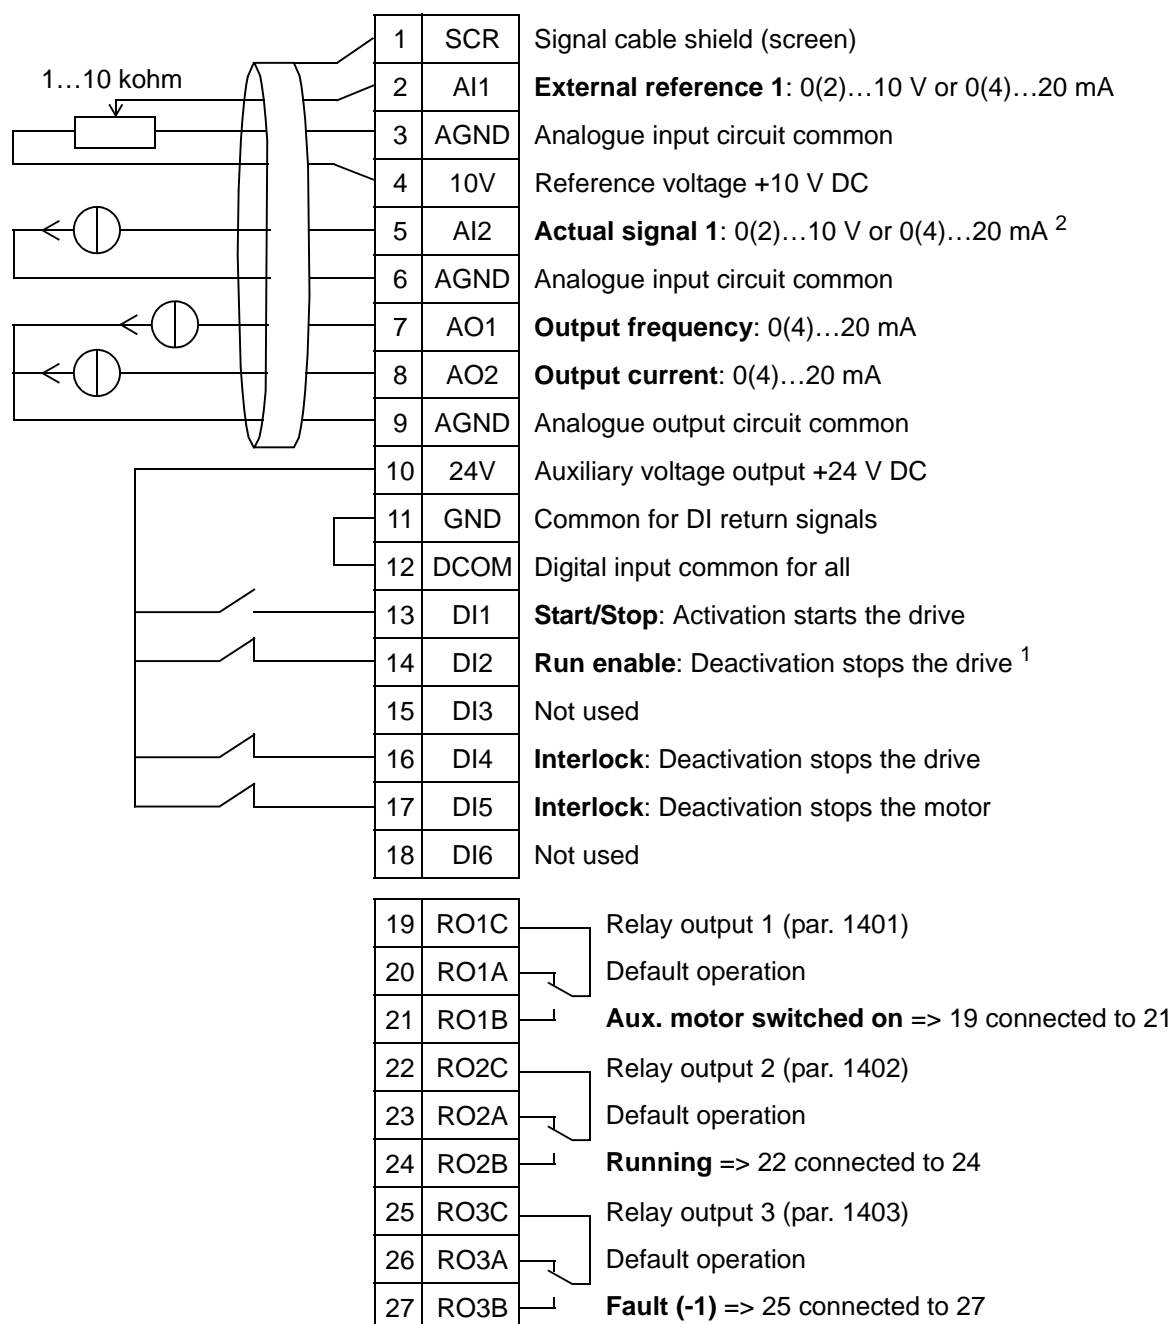 1 SCR Signal cable shield (screen)
1…10 kohm
2 AI1 External reference 1: 0(2)…10 V or 0(4)…20 mA
3 AGND Analogue input circuit common
4 10V Reference voltage +10 V DC
5 AI2 Actual signal 1: 0(2)…10 V or 0(4)…20 mA 2
6 AGND Analogue input circuit common
7 AO1 Output frequency: 0(4)…20 mA
8 AO2 Output current: 0(4)…20 mA
9 AGND Analogue output circuit common
10 24V Auxiliary voltage output +24 V DC
11 GND Common for DI return signals
12 DCOM Digital input common for all
13 DI1 Start/Stop: Activation starts the drive
14 DI2 Run enable: Deactivation stops the drive 1
15 DI3 Not used
16 DI4 Interlock: Deactivation stops the drive
17 DI5 Interlock: Deactivation stops the motor
18 DI6 Not used
19 RO1C Relay output 1 (par. 1401)
20 RO1A Default operation
21 RO1B Aux. motor switched on => 19 connected to 21
22 RO2C Relay output 2 (par. 1402)
23 RO2A Default operation
24 RO2B Running => 22 connected to 24
25 RO3C Relay output 3 (par. 1403)
26 RO3A Default operation
27 RO3B Fault (-1) => 25 connected to 27